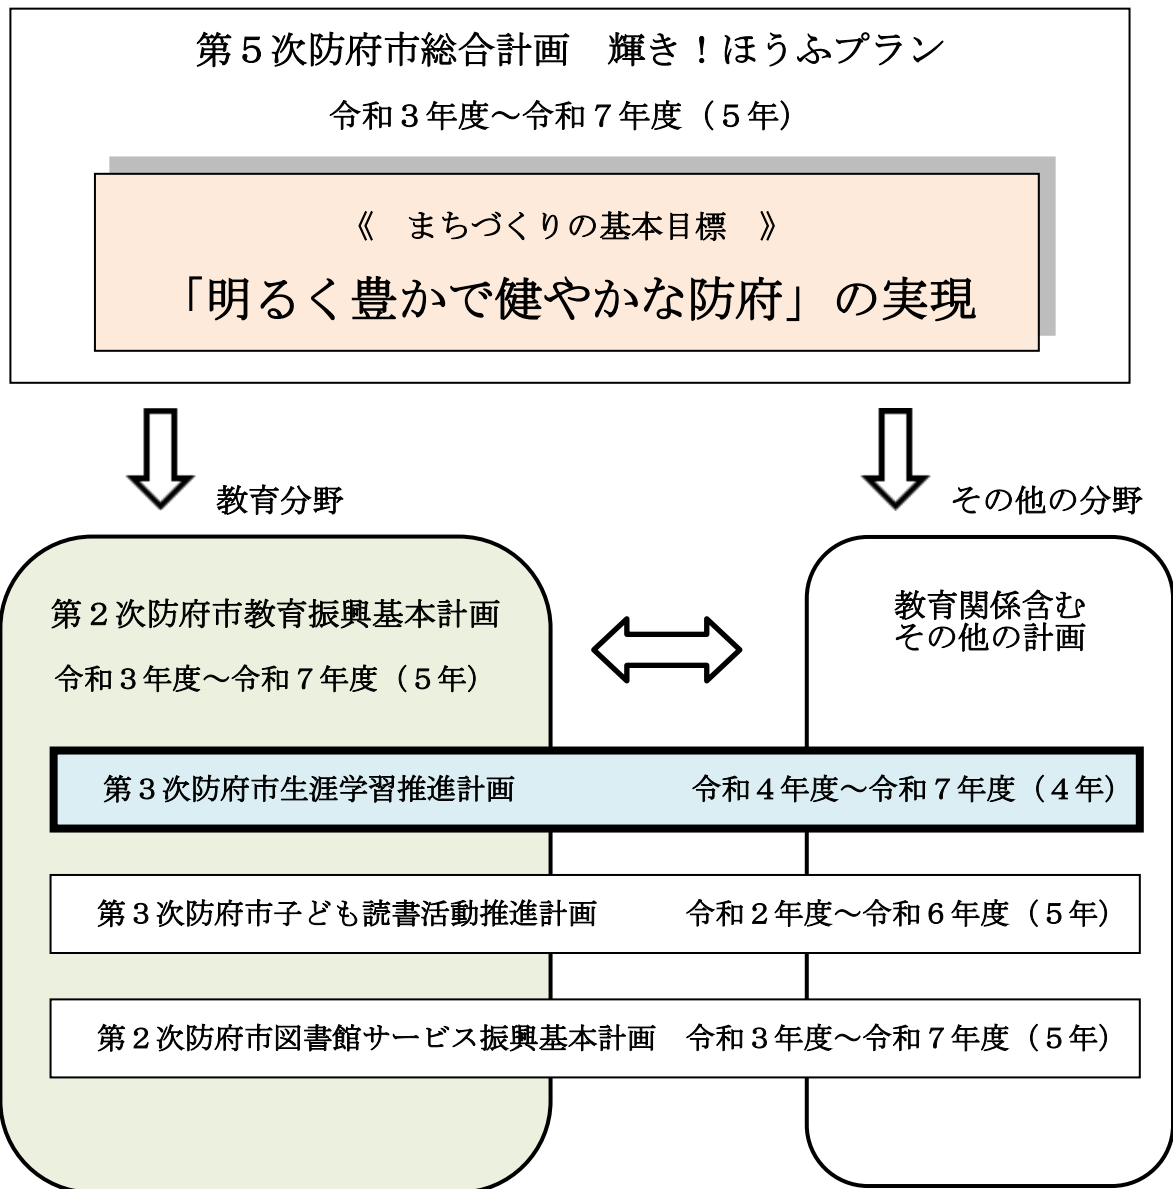 第５次防府市総合計画　輝き！ほうふプラン
令和３年度～令和７年度（５年）
《　まちづくりの基本目標　》
「明るく豊かで健やかな防府」の実現
教育分野
その他の分野
第２次防府市教育振興基本計画
令和３年度～令和７年度（５年）
教育関係含む
その他の計画
第３次防府市生涯学習推進計画　令和４年度～令和７年度（４年）
第３次防府市子ども読書活動推進計画　令和２年度～令和６年度（５年）
第２次防府市図書館サービス振興基本計画　令和３年度～令和７年度（５年）